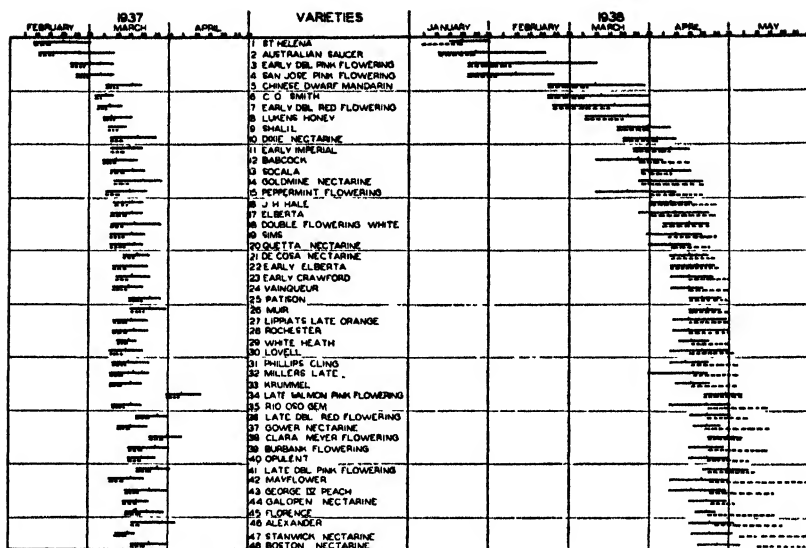 1937 VARIETIES 1938
FEBRUARY MARCH APRIL JANUARY FEBRUARY MARCH APRIL MAY
1 ST HELENA
2 AUSTRALIAN SAUCER
3 EARLY DBL PINK FLOWERING
4 SAN JOSE PINK FLOWERING
5 CHINESE DWARF MANDARIN
6 C O SMITH
7 EARLY DBL RED FLOWERING
8 LUKENS HONEY
9 SHALIL
10 DIXIE NECTARINE
11 EARLY IMPERIAL
12 BABCOCK
13 SOCALA
14 GOLDMINE NECTARINE
15 PEPPERMINT FLOWERING
16 J H HALE
17 ELBERTA
18 DOUBLE FLOWERING WHITE
19 SIMS
20 QUETTA NECTARINE
21 DE COSA NECTARINE
22 EARLY ELBERTA
23 EARLY CRAWFORD
24 VAINQUEUR
25 PATISON
26 MUIR
27 LIPPIATS LATE ORANGE
28 ROCHESTER
29 WHITE HEATH
30 LOVELL
31 PHILLIPS CLING
32 MILLERS LATE
33 KRUMMEL
34 LATE SALMON PINK FLOWERING
35 RIO OSO GEM
36 LATE DBL RED FLOWERING
37 GOWER NECTARINE
38 CLARA MEYER FLOWERING
39 BURBANK FLOWERING
40 OPULENT
41 LATE DBL PINK FLOWERING
42 MAYFLOWER
43 GEORGE IV PEACH
44 GALOPEN NECTARINE
45 FLORENCE
46 ALEXANDER
47 STANWICK NECTARINE
48 BOSTON NECTARINE